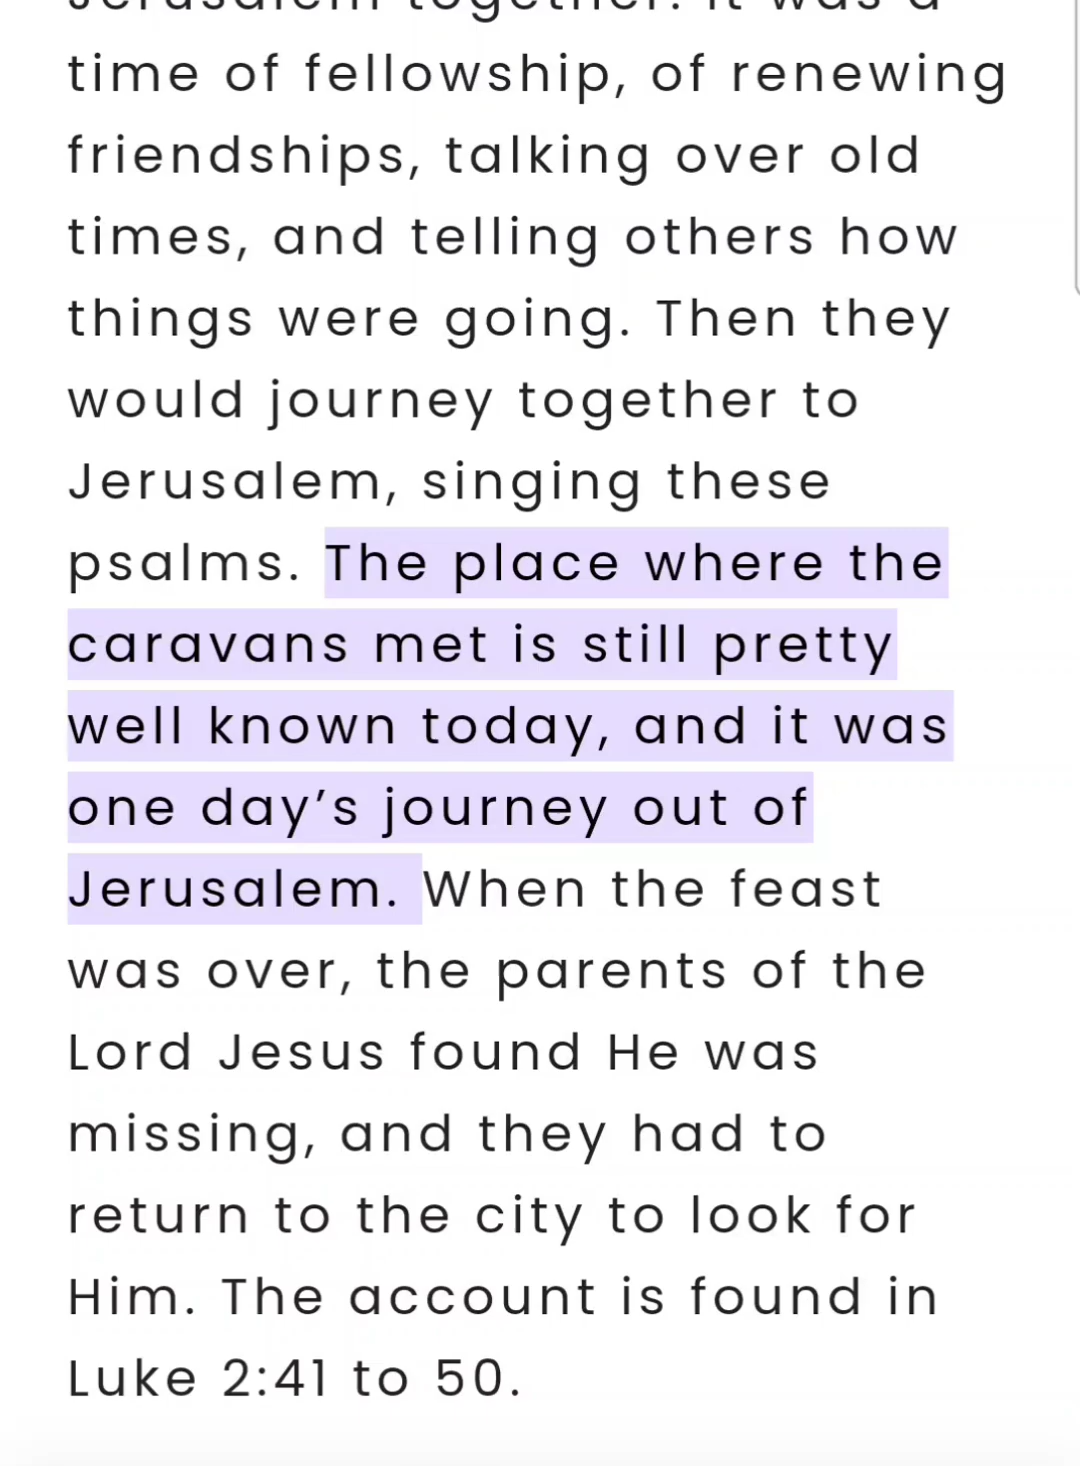 Jerusalem together. It was a
time of fellowship, of renewing
friendships, talking over old
times, and telling others how
things were going. Then they
would journey together to
Jerusalem, singing these
psalms. The place where the
caravans met is still pretty
well known today, and it was
one day’s journey out of
Jerusalem. When the feast
was over, the parents of the
Lord Jesus found He was
missing, and they had to
return to the city to look for
Him. The account is found in
Luke 2:41 to 50.